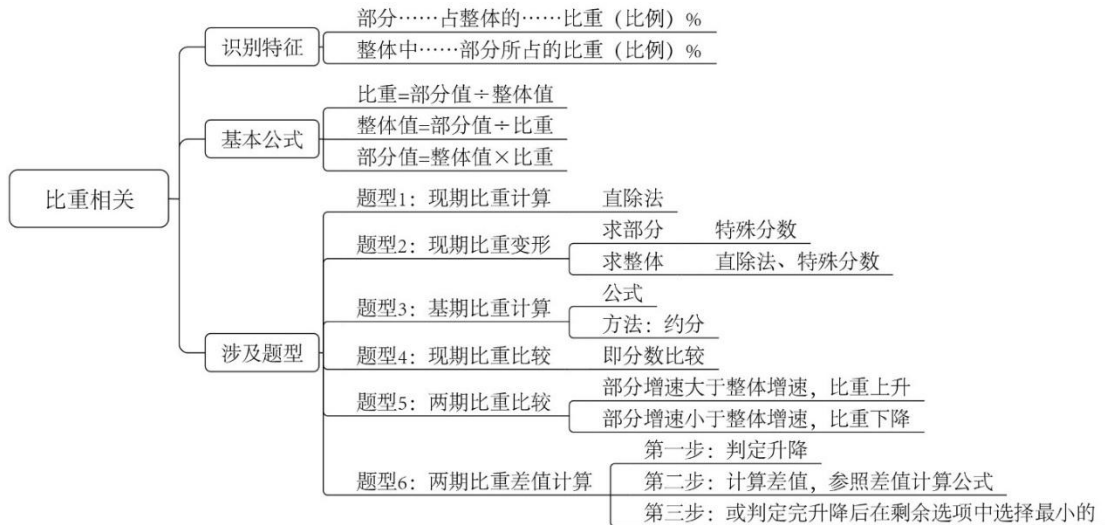 比重相关
识别特征
部分……占整体的……比重（比例）%
整体中……部分所占的比重（比例）%
基本公式
比重=部分值÷整体值
整体值=部分值÷比重
部分值=整体值×比重
涉及题型
题型1：现期比重计算 直除法
题型2：现期比重变形
求部分 特殊分数
求整体 直除法、特殊分数
题型3：基期比重计算
公式
方法：约分
题型4：现期比重比较 即分数比较
题型5：两期比重比较
部分增速大于整体增速，比重上升
部分增速小于整体增速，比重下降
题型6：两期比重差值计算
第一步：判定升降
第二步：计算差值，参照差值计算公式
第三步：或判定完升降后在剩余选项中选择最小的